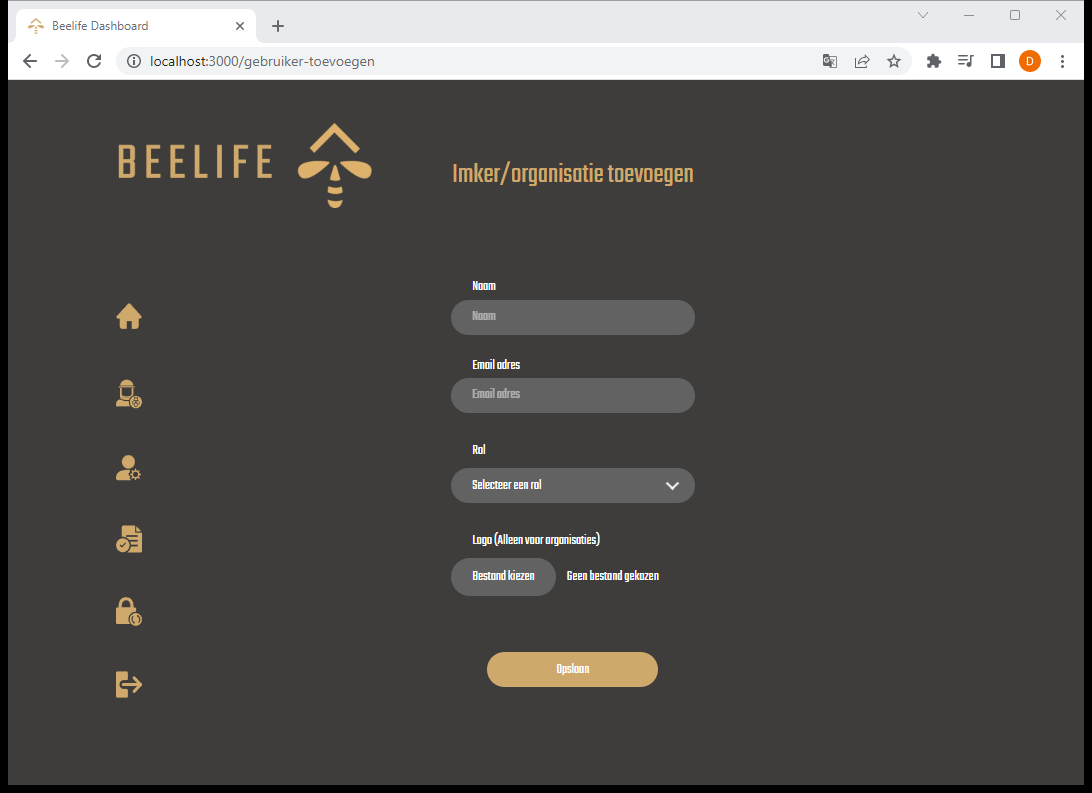 Beelife Dashboard
localhost:3000/gebruiker-toevoegen
D
BEELIFE
Imker/organisatie toevoegen
Naam
Naam
Email adres
Email adres
Rol
Selecteer een rol
Logo (Alleen voor organisaties)
Bestand kiezen
Geen bestand gekozen
Opslaan